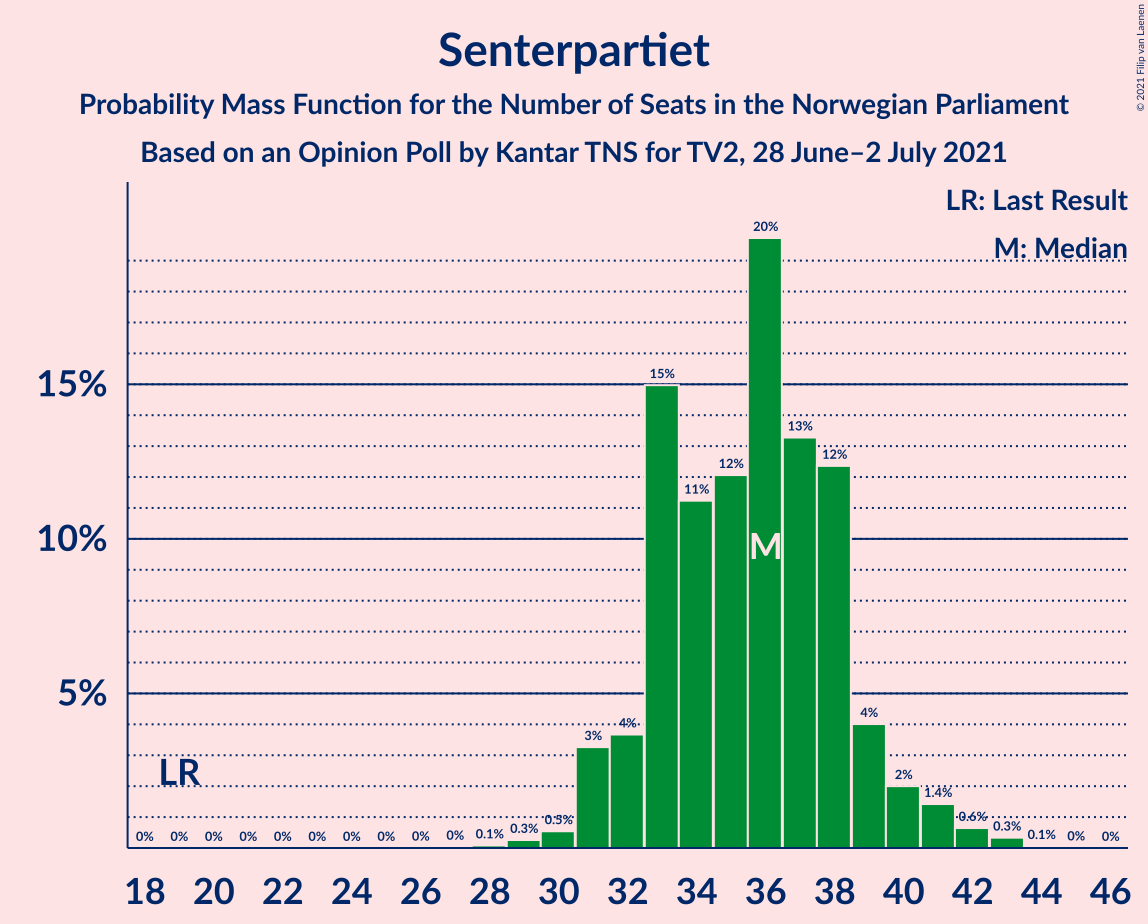 Senterpartiet
Probability Mass Function for the Number of Seats in the Norwegian Parliament
Based on an Opinion Poll by Kantar TNS for TV2, 28 June–2 July 2021
© 2021 Filip van Laenen
LR: Last Result
M: Median
15%
10%
5%
LR
M
0% 0% 0% 0% 0% 0% 0% 0% 0% 0% 0.1% 0.3% 0.5% 3% 4% 15% 11% 12% 20% 13% 12% 4% 2% 1.4% 0.6% 0.3% 0.1% 0% 0%
18 20 22 24 26 28 30 32 34 36 38 40 42 44 46